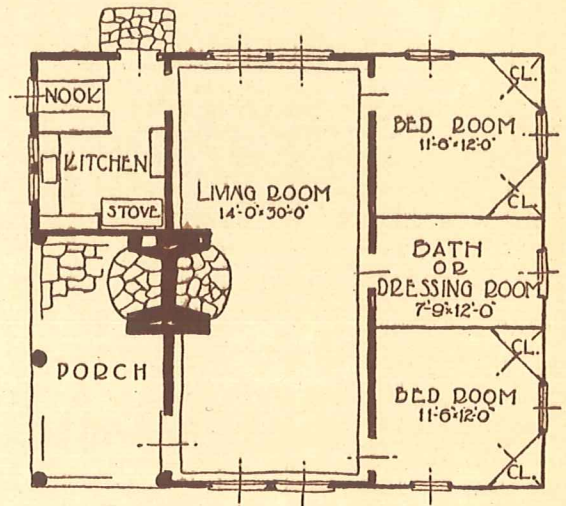 NOOK
KITCHEN
STOVE
PORCH
LIVING ROOM
14'-0"x30'-0"
CL.
BED ROOM
11'-6"x12'-0"
CL.
BATH
OR
DRESSING ROOM
7'-9"x12'-0"
CL.
BED ROOM
11'-6"x12'-0"
CL.